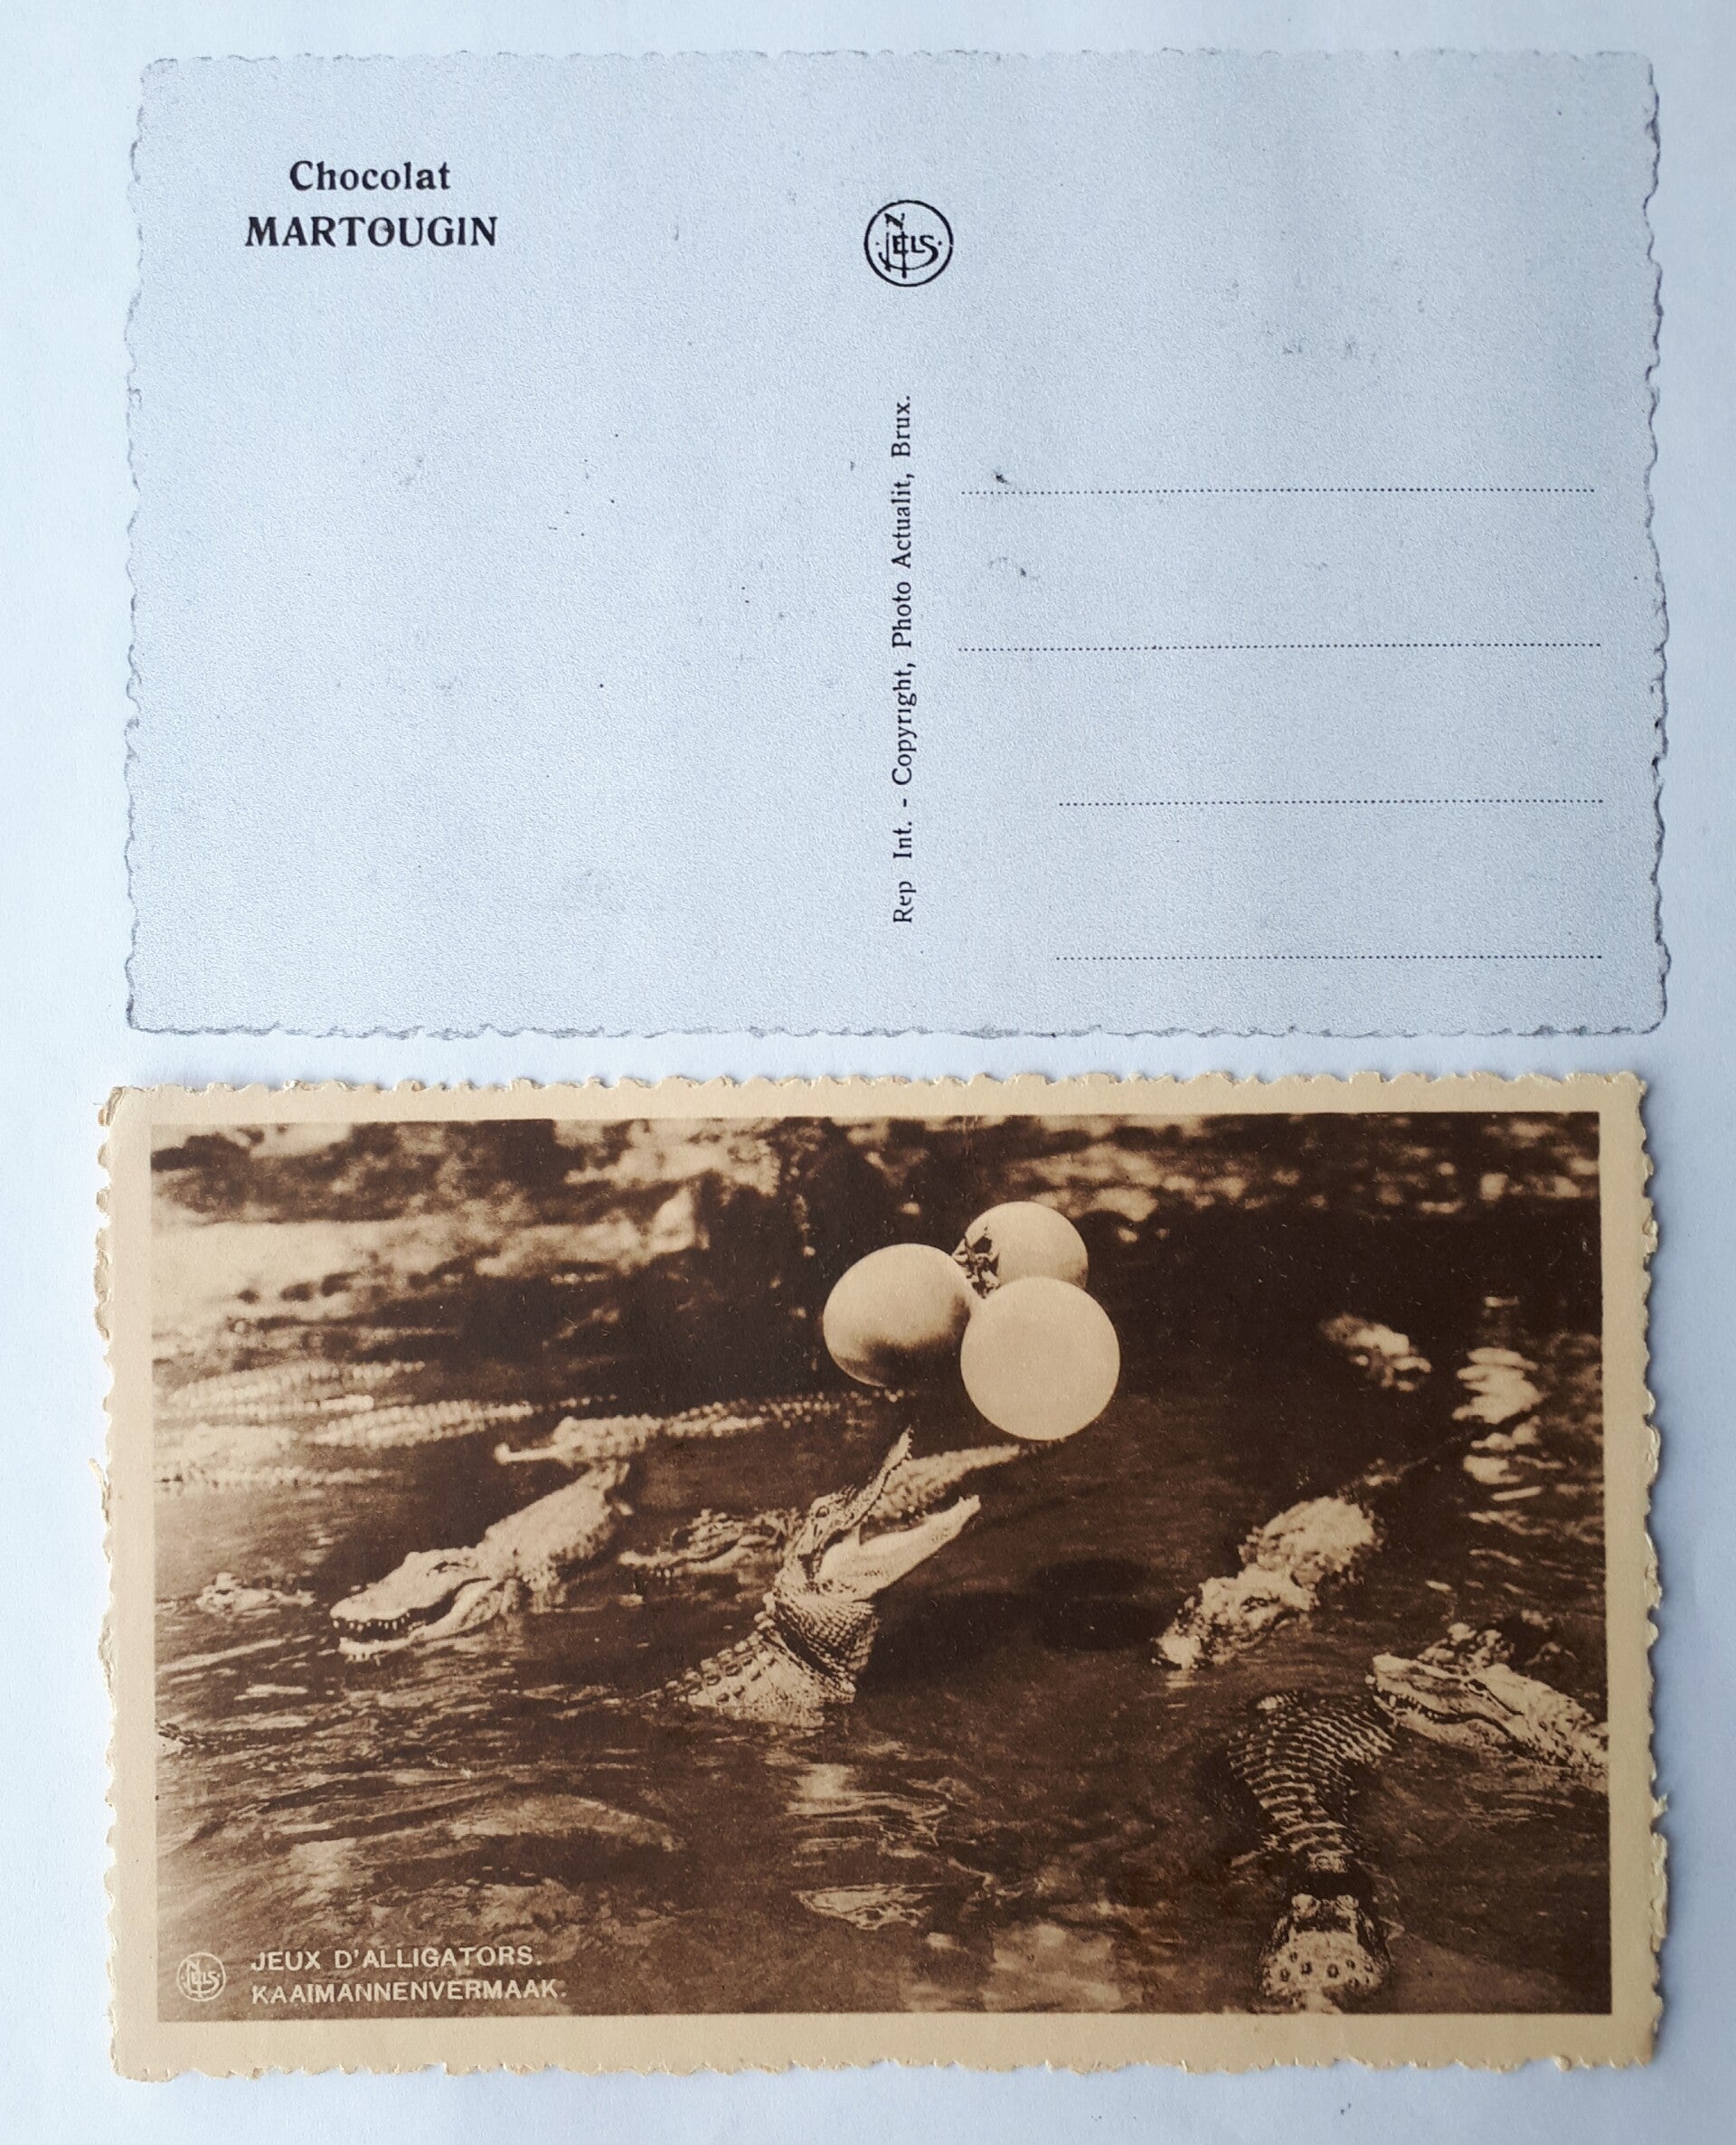 Chocolat
MARTOUGIN
NELS
Rep Int. - Copyright, Photo Actualit, Brux.
NELS
JEUX D'ALLIGATORS.
KAAIMANNENVERMAAK.